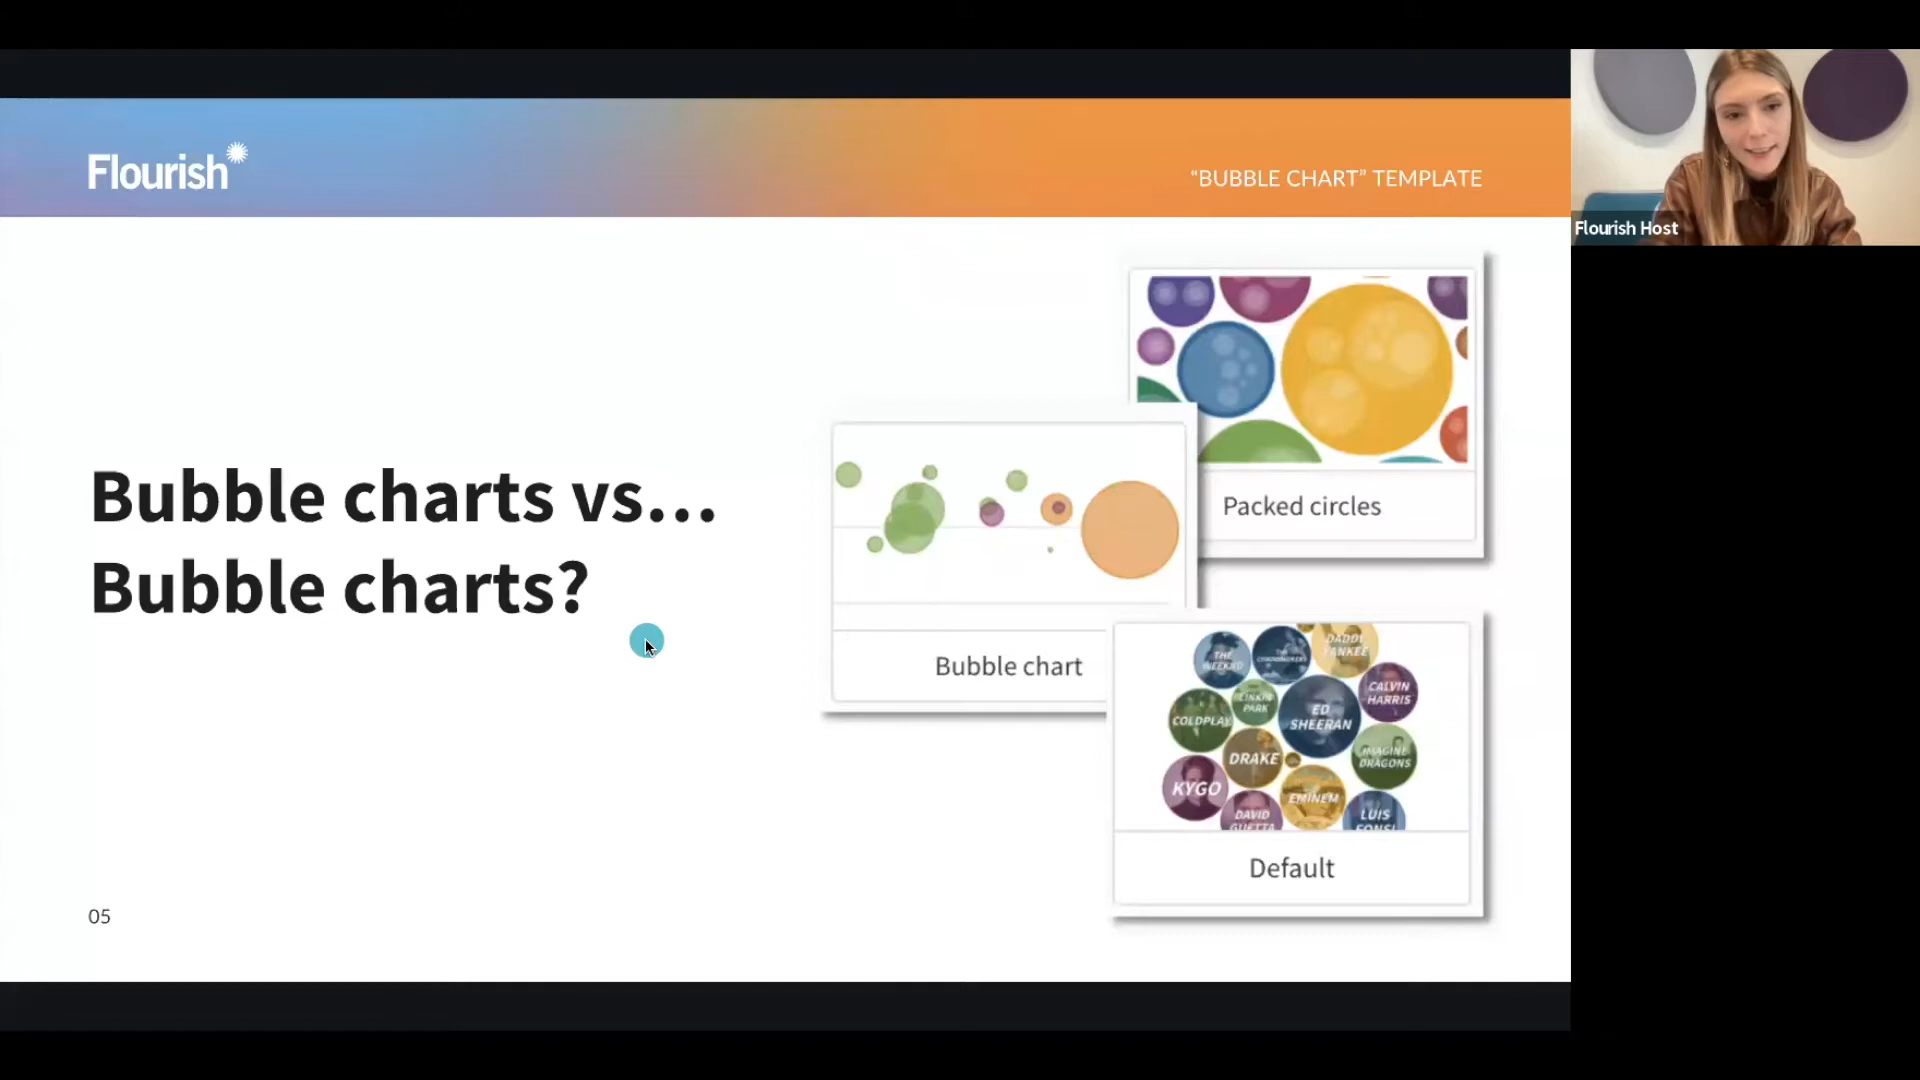 Flourish
“BUBBLE CHART” TEMPLATE
Flourish Host
Bubble charts vs...
Bubble charts?
Packed circles
Bubble chart
THE
WEEKND
THE
CHAINSMOKERS
DADDY
YANKEE
CALVIN
HARRIS
LINKIN
PARK
ED
SHEERAN
COLDPLAY
DRAKE
IMAGINE
DRAGONS
KYGO
EMINEM
DAVID
GUETTA
LUIS
FONSI
Default
05